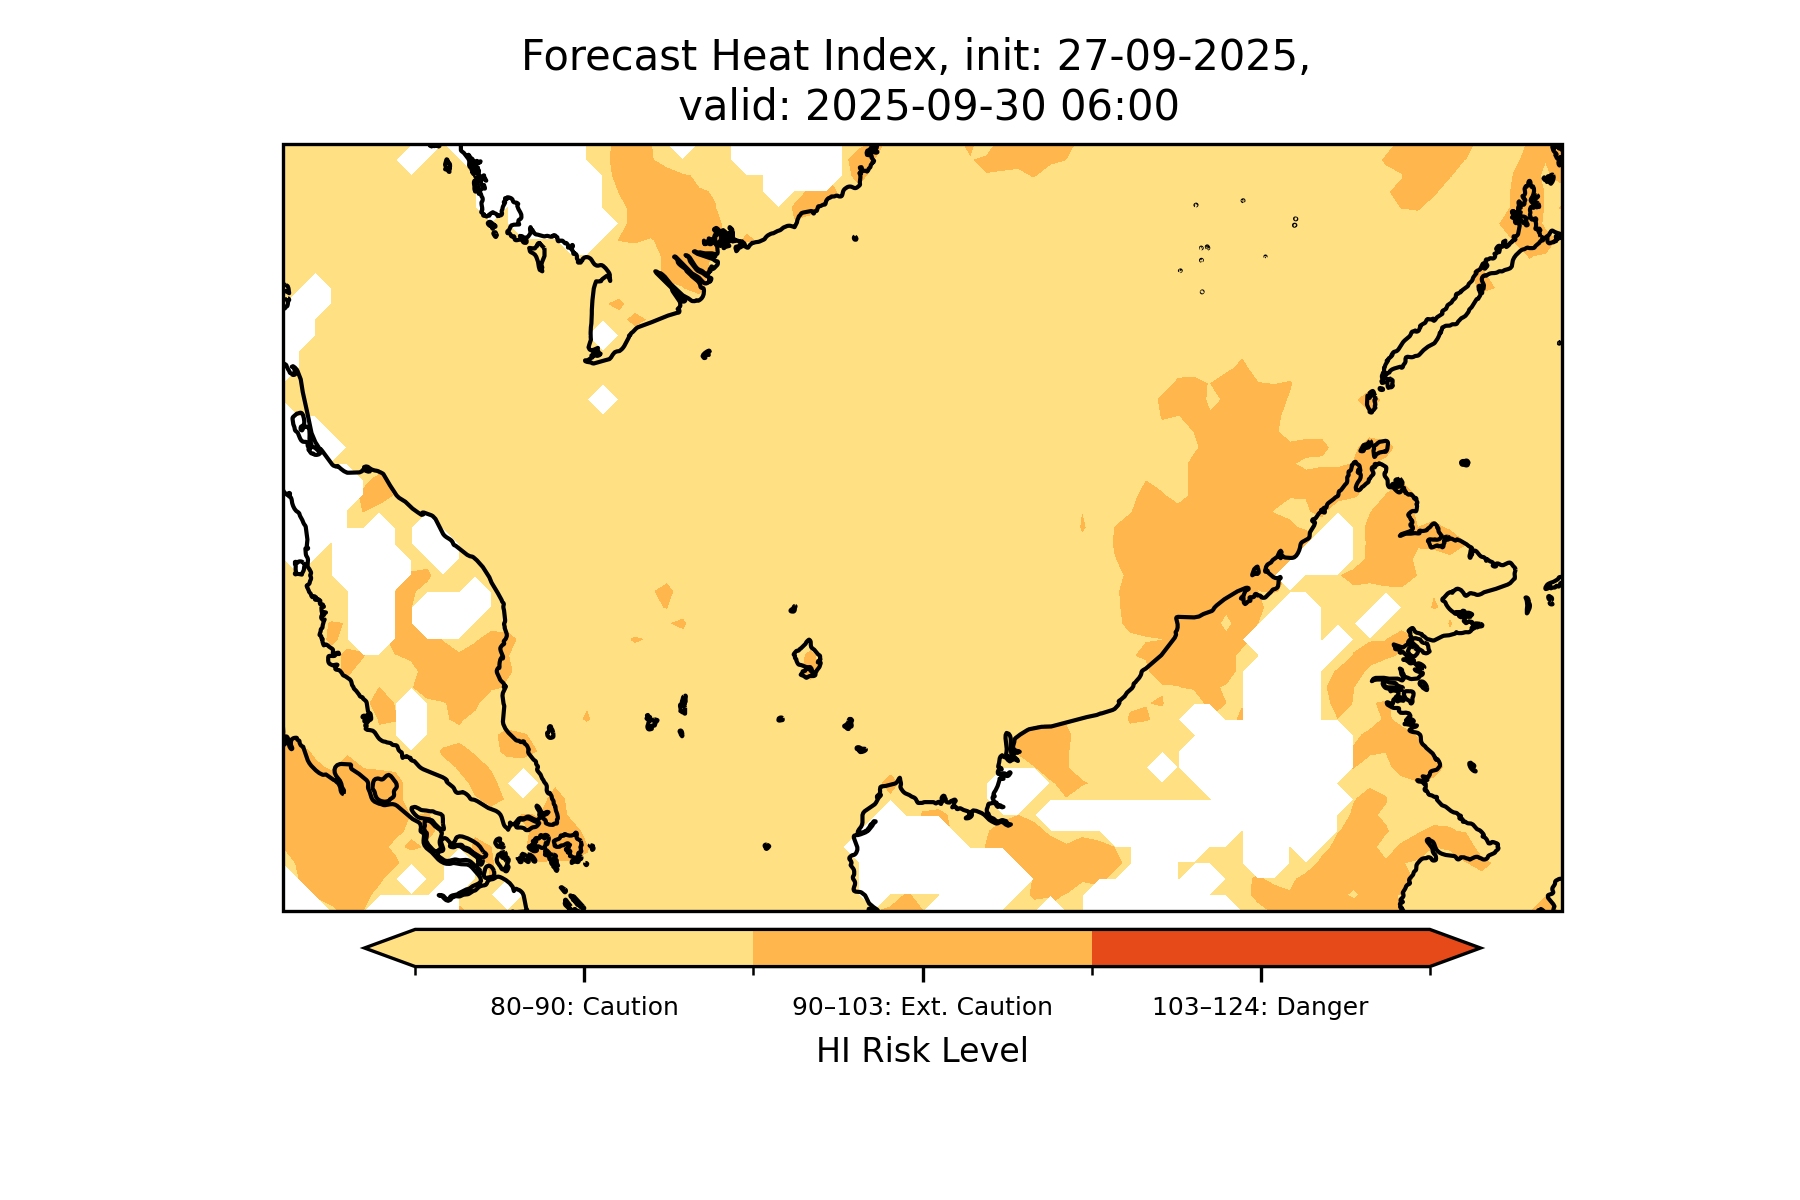 Forecast Heat Index, init: 27-09-2025,
valid: 2025-09-30 06:00
80–90: Caution
90–103: Ext. Caution
103–124: Danger
HI Risk Level